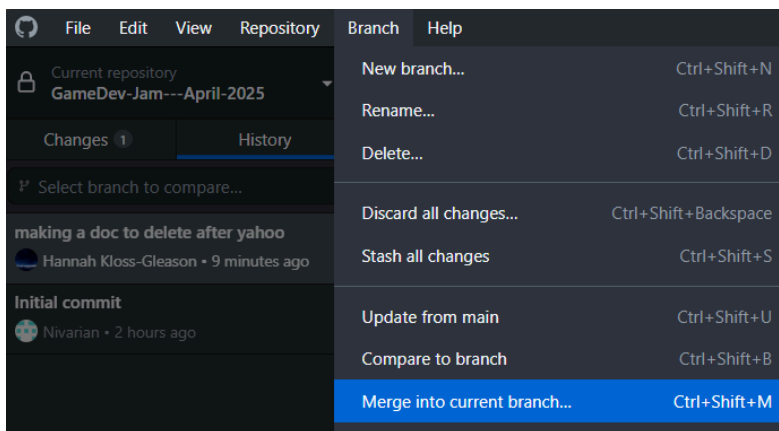 File Edit View Repository Branch Help
Current repository
GameDev-Jam---April-2025
Changes 1 History
Select branch to compare...
making a doc to delete after yahoo
Hannah Kloss-Gleason • 9 minutes ago
Initial commit
Nivarian • 2 hours ago
New branch... Ctrl+Shift+N
Rename... Ctrl+Shift+R
Delete... Ctrl+Shift+D
Discard all changes... Ctrl+Shift+Backspace
Stash all changes Ctrl+Shift+S
Update from main Ctrl+Shift+U
Compare to branch Ctrl+Shift+B
Merge into current branch... Ctrl+Shift+M